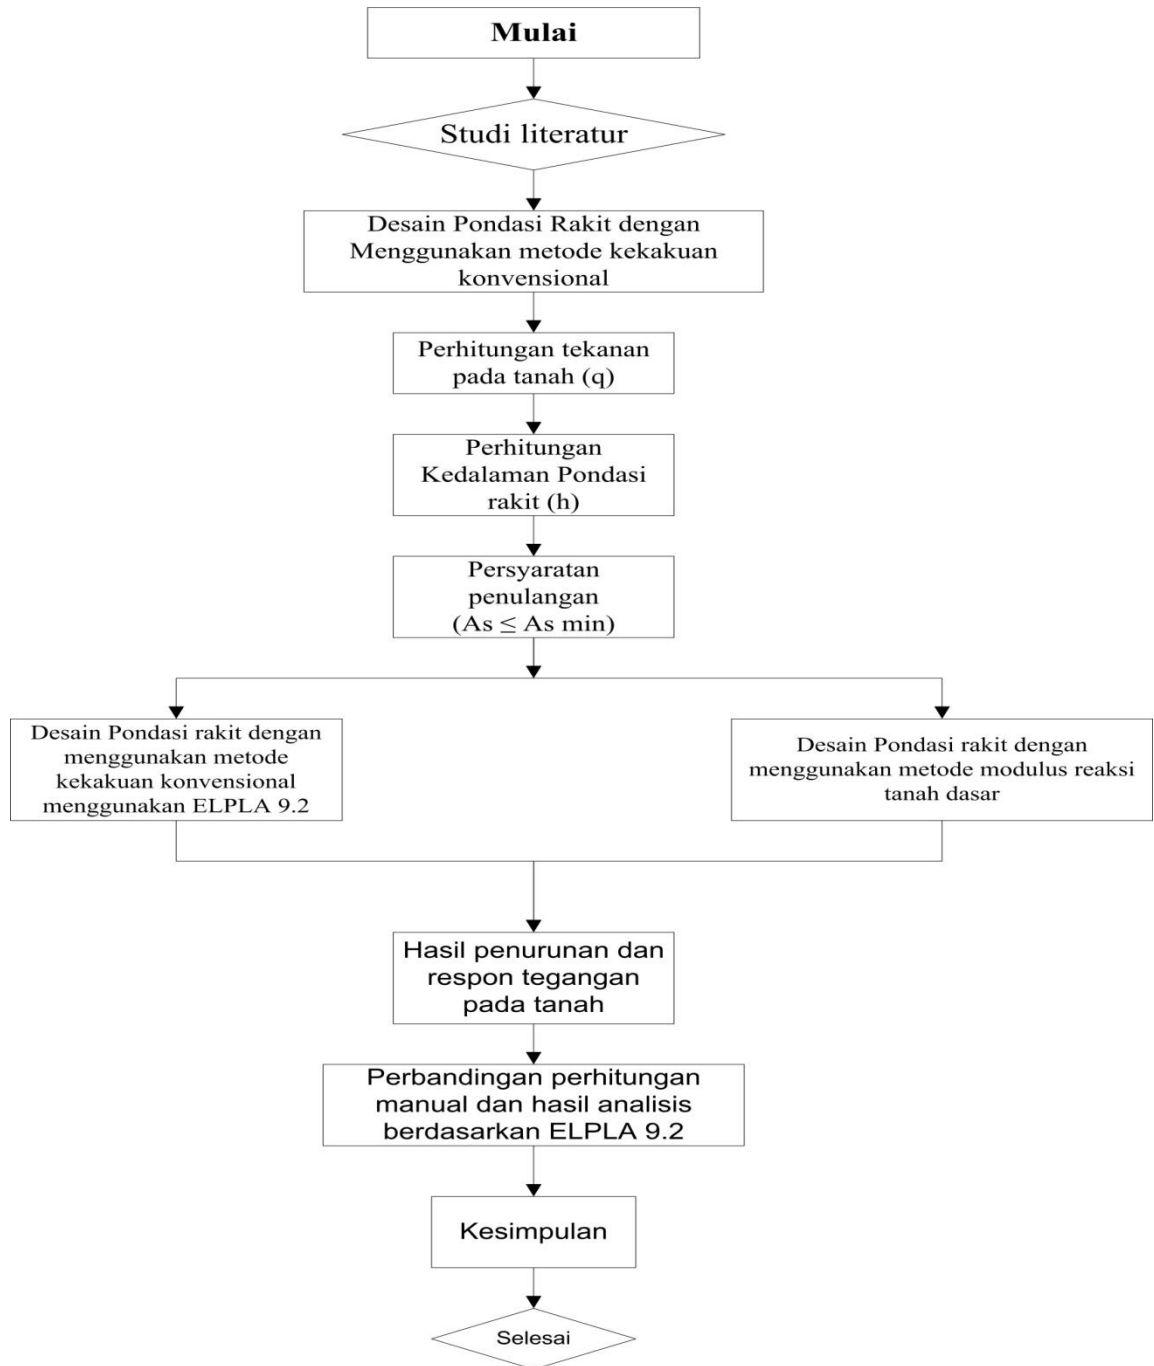 Mulai
Studi literatur
Desain Pondasi Rakit dengan
Menggunakan metode kekakuan
konvensional
Perhitungan tekanan
pada tanah (q)
Perhitungan
Kedalaman Pondasi
rakit (h)
Persyaratan
penulangan
(As ≤ As min)
Desain Pondasi rakit dengan
menggunakan metode
kekakuan konvensional
menggunakan ELPLA 9.2
Desain Pondasi rakit dengan
menggunakan metode modulus reaksi
tanah dasar
Hasil penurunan dan
respon tegangan
pada tanah
Perbandingan perhitungan
manual dan hasil analisis
berdasarkan ELPLA 9.2
Kesimpulan
Selesai